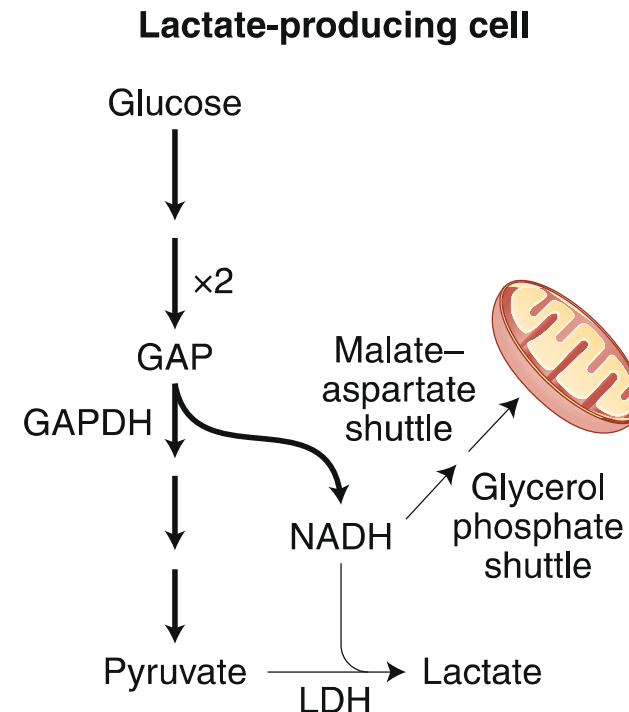 Lactate-producing cell
Glucose
×2
GAP
GAPDH
Malate–
aspartate
shuttle
Glycerol
phosphate
shuttle
NADH
Pyruvate
LDH
Lactate